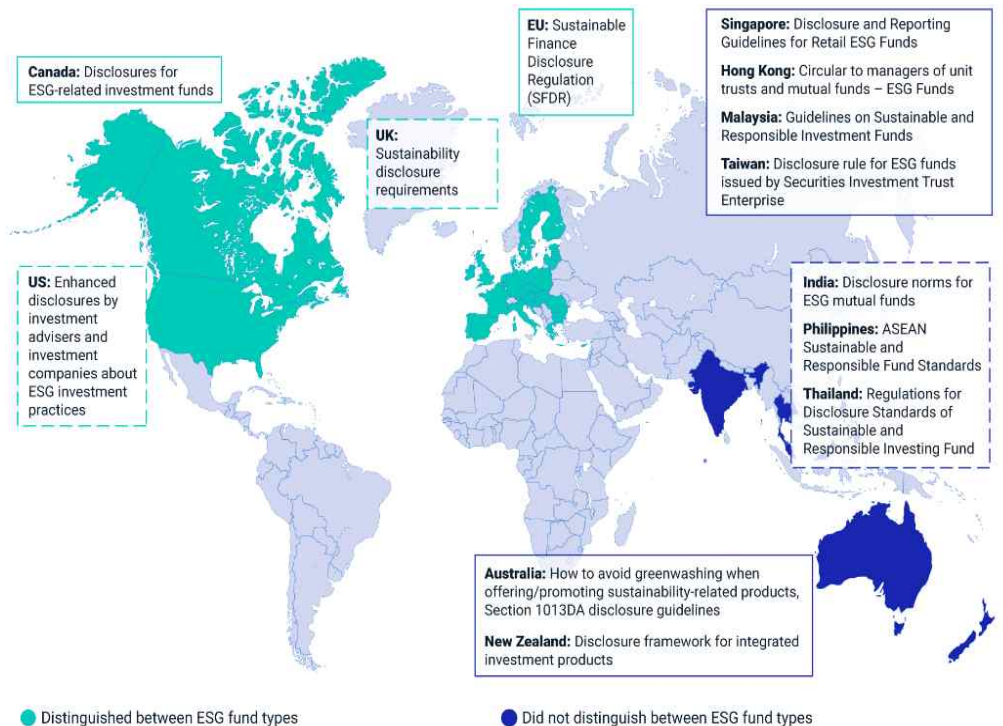 Canada: Disclosures for
ESG-related investment funds
EU: Sustainable
Finance
Disclosure
Regulation
(SFDR)
Singapore: Disclosure and Reporting
Guidelines for Retail ESG Funds
Hong Kong: Circular to managers of unit
trusts and mutual funds – ESG Funds
Malaysia: Guidelines on Sustainable and
Responsible Investment Funds
Taiwan: Disclosure rule for ESG funds
issued by Securities Investment Trust
Enterprise
UK:
Sustainability
disclosure
requirements
US: Enhanced
disclosures by
investment
advisers and
investment
companies about
ESG investment
practices
India: Disclosure norms for
ESG mutual funds
Philippines: ASEAN
Sustainable and
Responsible Fund Standards
Thailand: Regulations for
Disclosure Standards of
Sustainable and
Responsible Investing Fund
Australia: How to avoid greenwashing when
offering/promoting sustainability-related products,
Section 1013DA disclosure guidelines
New Zealand: Disclosure framework for integrated
investment products
Distinguished between ESG fund types
Did not distinguish between ESG fund types